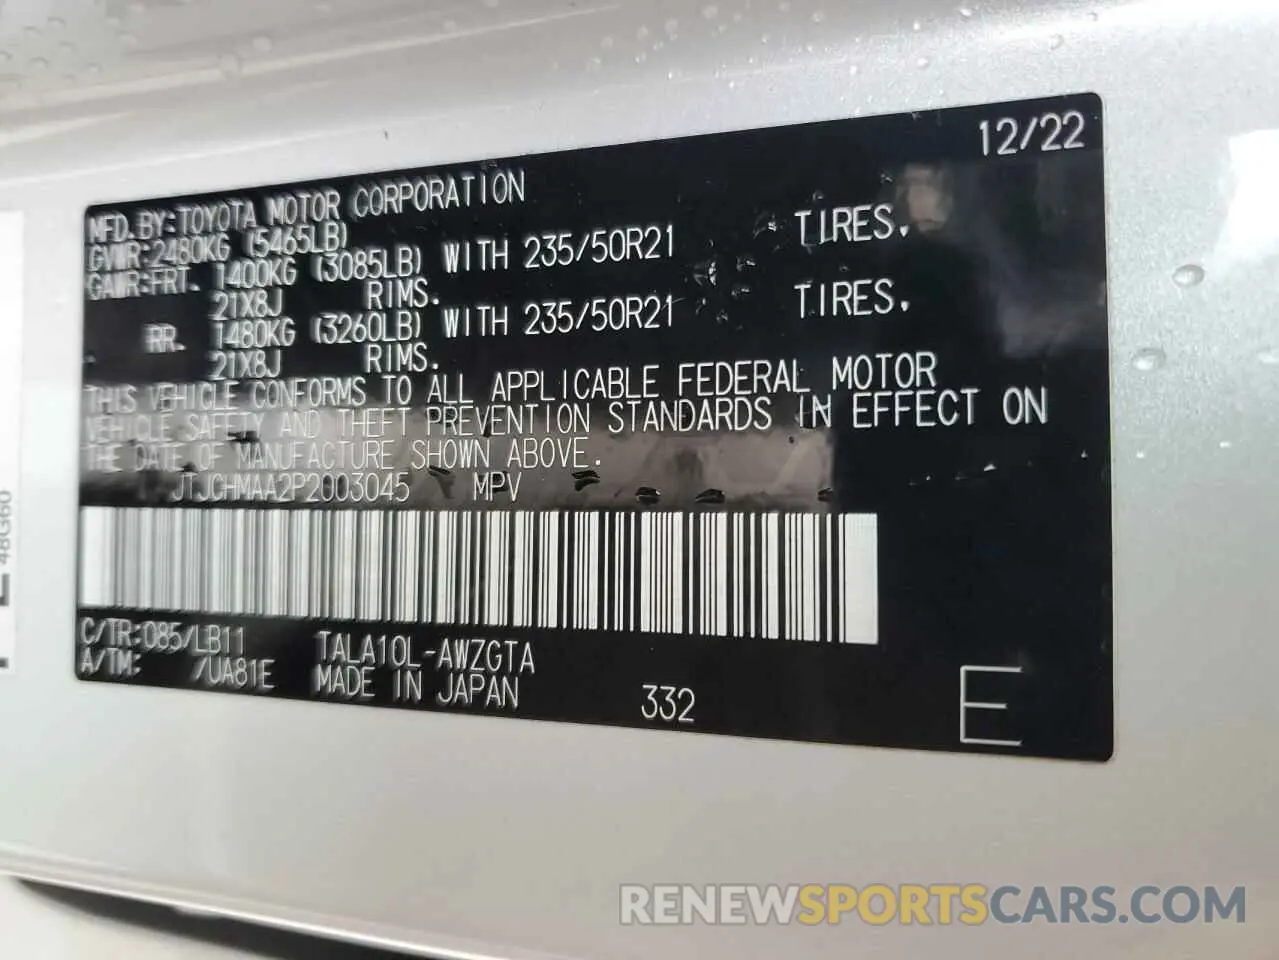 12/22
MFD. BY: TOYOTA MOTOR CORPORATION
GVWR: 2480KG (5465LB)
GAWR: FRT. 1400KG (3085LB) WITH 235/50R21 TIRES,
21X8J RIMS.
RR. 1480KG (3260LB) WITH 235/50R21 TIRES,
21X8J RIMS.
THIS VEHICLE CONFORMS TO ALL APPLICABLE FEDERAL MOTOR
VEHICLE SAFETY AND THEFT PREVENTION STANDARDS IN EFFECT ON
THE DATE OF MANUFACTURE SHOWN ABOVE.
JTJCHMAA2P2003045 MPV
C/TR: 085/LB11 TALA10L-AWZGTA
A/TM: /UA81E MADE IN JAPAN 332 E
48G60
RENEWSPORTSCARS.COM